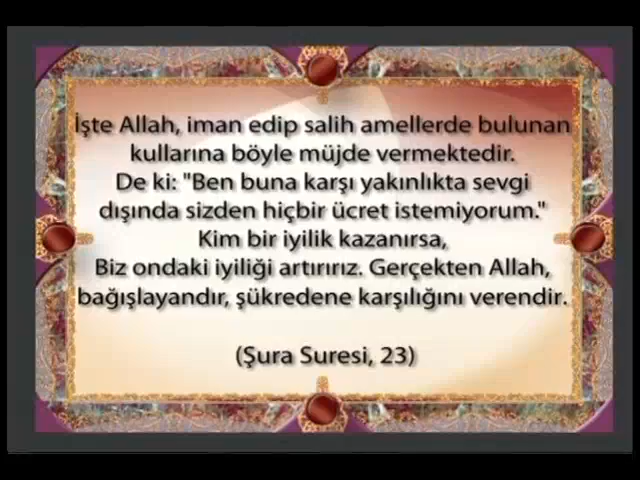 İşte Allah, iman edip salih amellerde bulunan
kullarına böyle müjde vermektedir.
De ki: "Ben buna karşı yakınlıkta sevgi
dışında sizden hiçbir ücret istemiyorum."
Kim bir iyilik kazanırsa,
Biz ondaki iyiliği artırırız. Gerçekten Allah,
bağışlayandır, şükredene karşılığını verendir.
(Şura Suresi, 23)